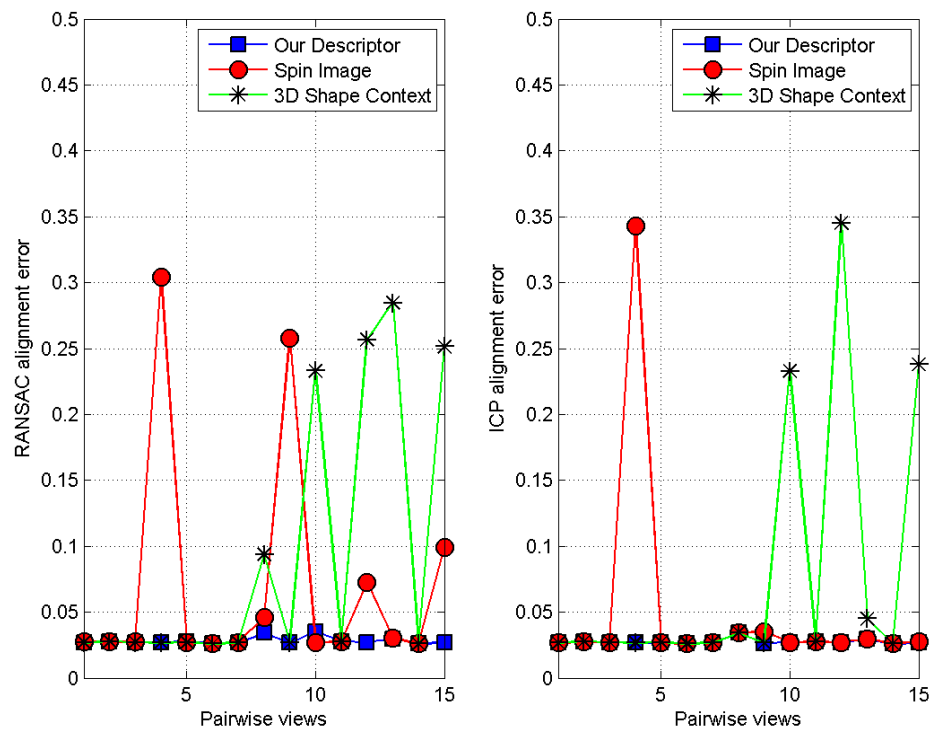 0.5
0.45
0.4
0.35
0.3
0.25
0.2
0.15
0.1
0.05
0
RANSAC alignment error
Our Descriptor
Spin Image
3D Shape Context
5
10
15
Pairwise views
0.5
0.45
0.4
0.35
0.3
0.25
0.2
0.15
0.1
0.05
0
ICP alignment error
Our Descriptor
Spin Image
3D Shape Context
5
10
15
Pairwise views